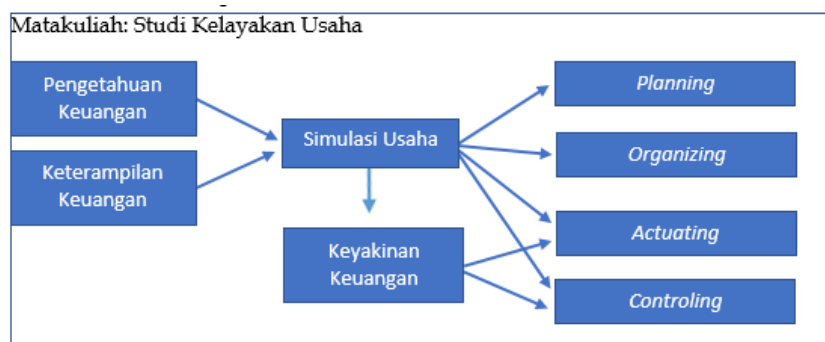 Matakuliah: Studi Kelayakan Usaha
Pengetahuan
Keuangan
Keterampilan
Keuangan
Simulasi Usaha
Keyakinan
Keuangan
Planning
Organizing
Actuating
Controling